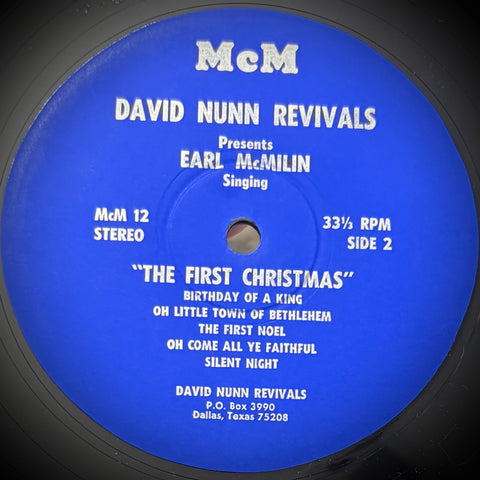 McM
DAVID NUNN REVIVALS
Presents
EARL McMILIN
Singing
McM 12
STEREO
33⅓ RPM
SIDE 2
"THE FIRST CHRISTMAS"
BIRTHDAY OF A KING
OH LITTLE TOWN OF BETHLEHEM
THE FIRST NOEL
OH COME ALL YE FAITHFUL
SILENT NIGHT
DAVID NUNN REVIVALS
P.O. Box 3990
Dallas, Texas 75208